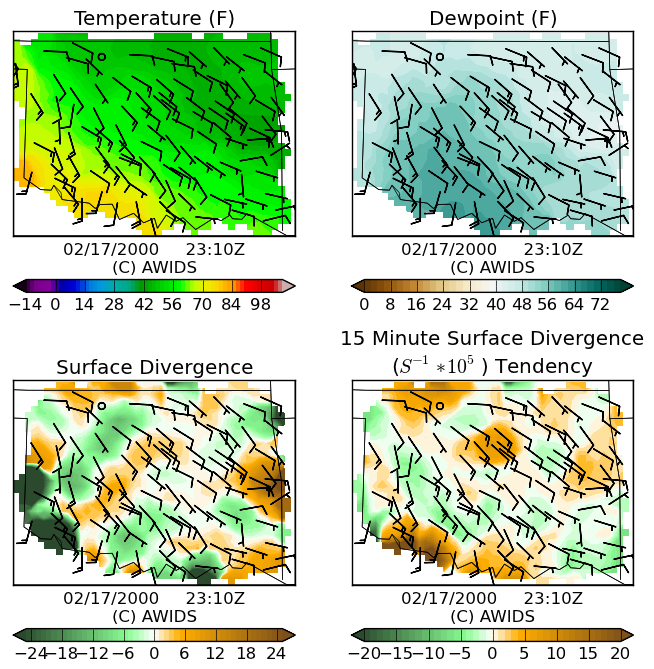 Temperature (F)
Dewpoint (F)
02/17/2000 23:10Z
(C) AWIDS
02/17/2000 23:10Z
(C) AWIDS
−14 0 14 28 42 56 70 84 98
0 8 16 24 32 40 48 56 64 72
Surface Divergence
15 Minute Surface Divergence
(S⁻¹ *10⁵ ) Tendency
02/17/2000 23:10Z
(C) AWIDS
02/17/2000 23:10Z
(C) AWIDS
−24 −18 −12 −6 0 6 12 18 24
−20 −15 −10 −5 0 5 10 15 20